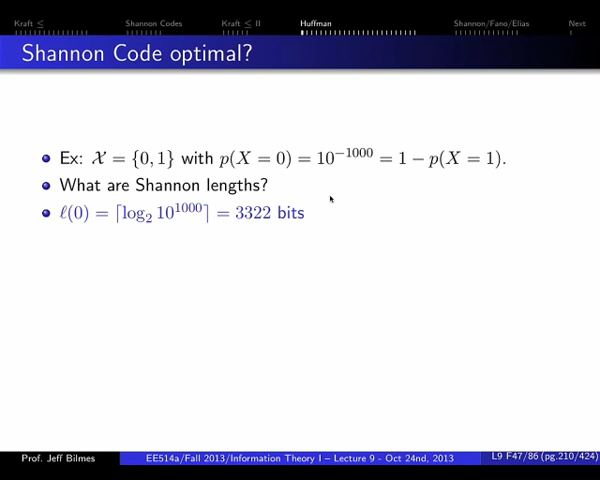 Kraft ≤ Shannon Codes Kraft ≤ II Huffman Shannon/Fano/Elias Next
Shannon Code optimal?
Ex: 𝒳 = {0, 1} with p(X = 0) = 10⁻¹⁰⁰⁰ = 1 − p(X = 1).
What are Shannon lengths?
ℓ(0) = ⌈log₂ 10¹⁰⁰⁰⌉ = 3322 bits
Prof. Jeff Bilmes EE514a/Fall 2013/Information Theory I – Lecture 9 - Oct 24nd, 2013 L9 F47/86 (pg.210/424)